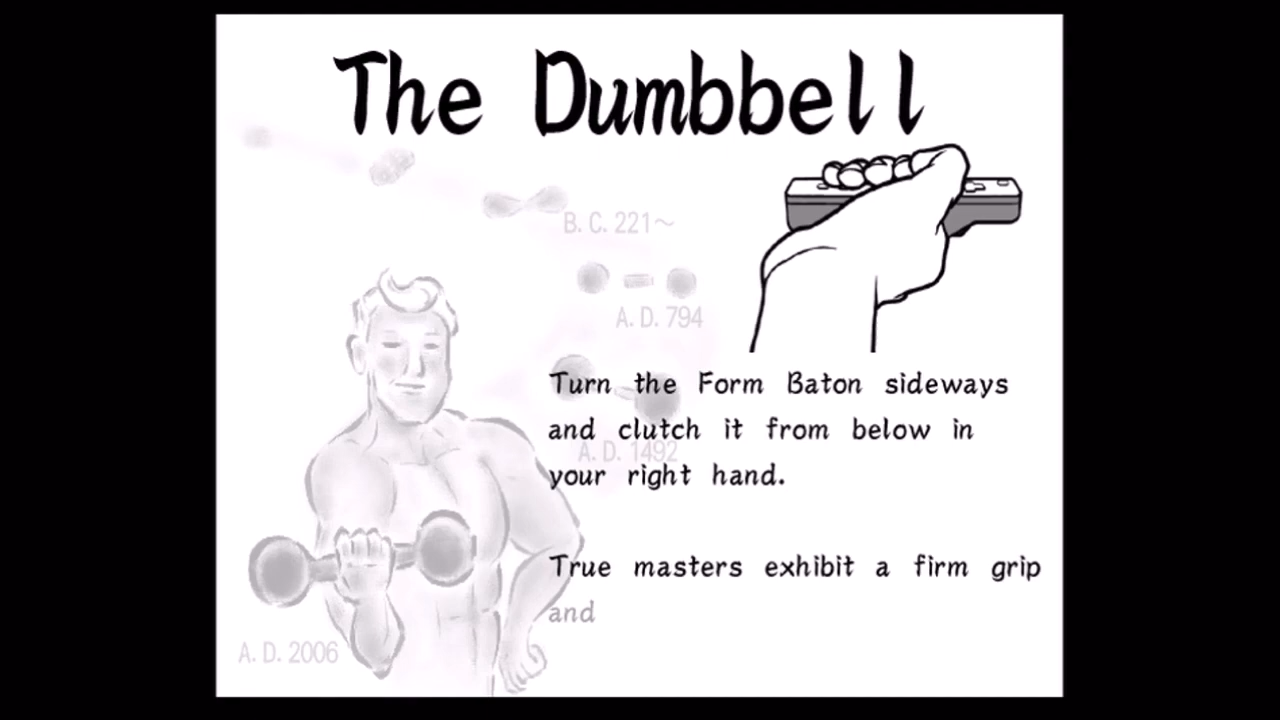 The Dumbbell
B. C. 221～
A. D. 794
Turn the Form Baton sideways
and clutch it from below in
A. D. 1492
your right hand.
True masters exhibit a firm grip
and
A. D. 2006